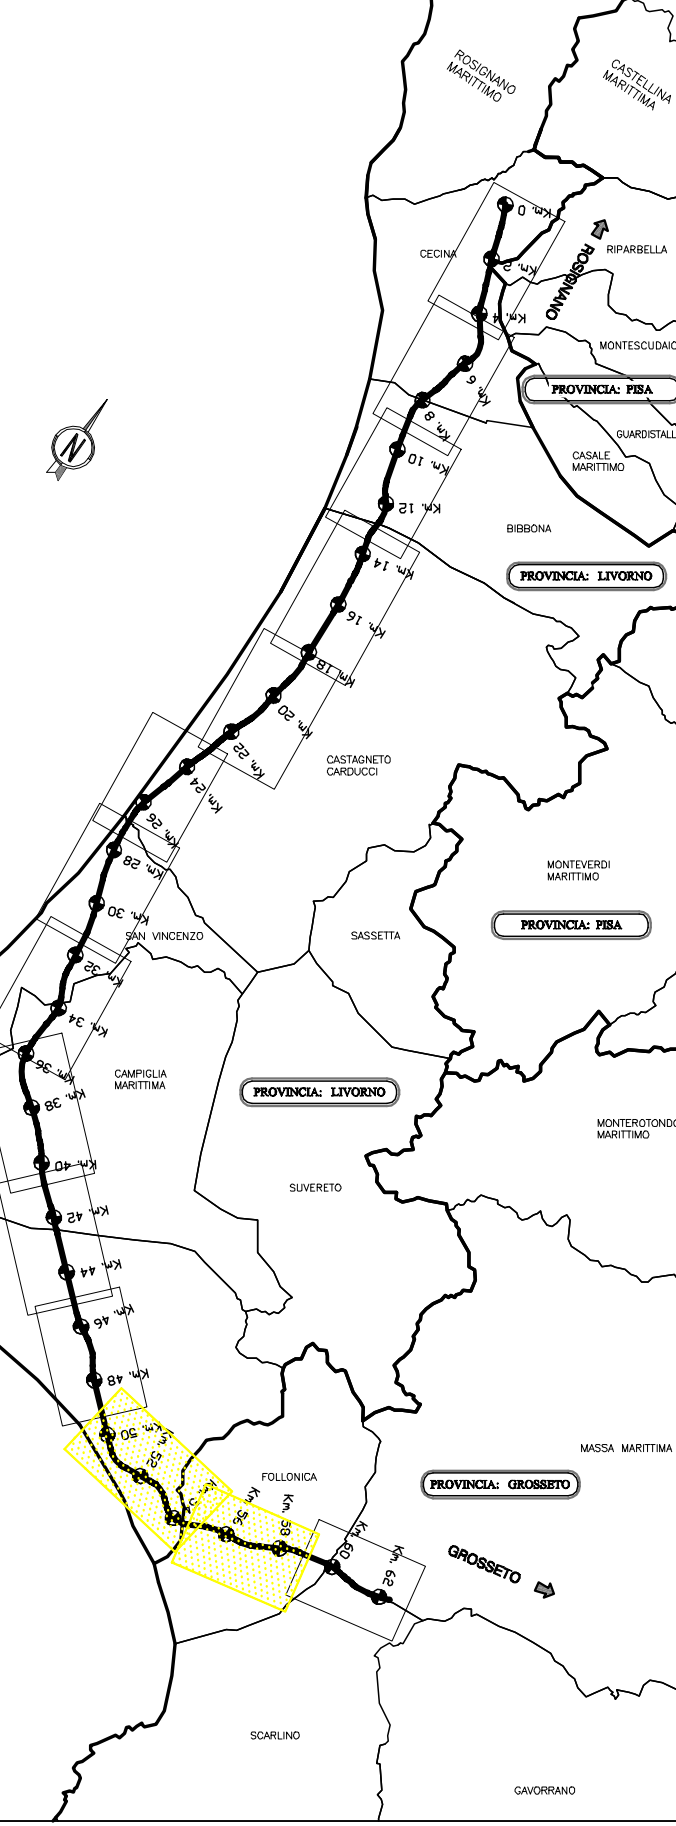 ROSIGNANO
MARITTIMO
CASTELLINA
MARITTIMA
Km. 0
CECINA
Km. 2
ROSIGNANO
RIPARBELLA
Km. 4
MONTESCUDAIO
Km. 6
PROVINCIA: PISA
Km. 8
GUARDISTALL
Km. 10
CASALE
MARITTIMO
N
Km. 12
BIBBONA
Km. 14
PROVINCIA: LIVORNO
Km. 16
Km. 18
Km. 20
Km. 22
CASTAGNETO
CARDUCCI
Km. 24
Km. 26
Km. 28
MONTEVERDI
MARITTIMO
Km. 30
SAN VINCENZO
SASSETTA
PROVINCIA: PISA
Km. 32
Km. 34
Km. 36
CAMPIGLIA
MARITTIMA
Km. 38
PROVINCIA: LIVORNO
MONTEROTONDO
MARITTIMO
Km. 40
SUVERETO
Km. 42
Km. 44
Km. 46
Km. 48
Km. 50
Km. 52
MASSA MARITTIMA
FOLLONICA
PROVINCIA: GROSSETO
Km. 54
Km. 56
Km. 58
Km. 60
Km. 62
GROSSETO
SCARLINO
GAVORRANO